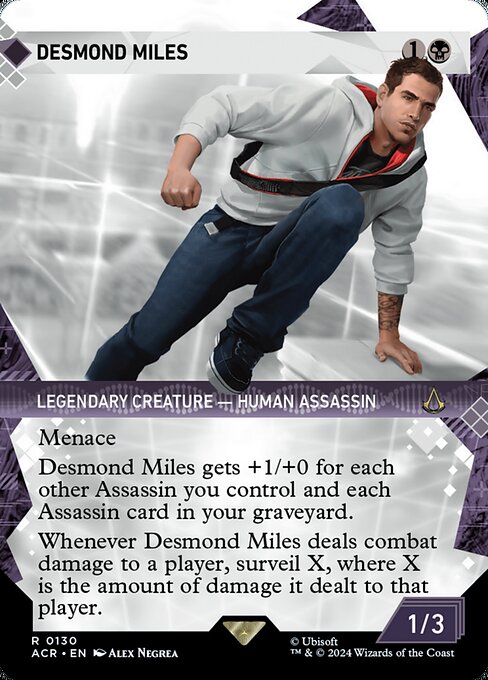 DESMOND MILES
1
LEGENDARY CREATURE — HUMAN ASSASSIN
Menace
Desmond Miles gets +1/+0 for each
other Assassin you control and each
Assassin card in your graveyard.
Whenever Desmond Miles deals combat
damage to a player, surveil X, where X
is the amount of damage it dealt to that
player.
1/3
R 0130
ACR • EN ALEX NEGREA
© Ubisoft
™ & © 2024 Wizards of the Coast